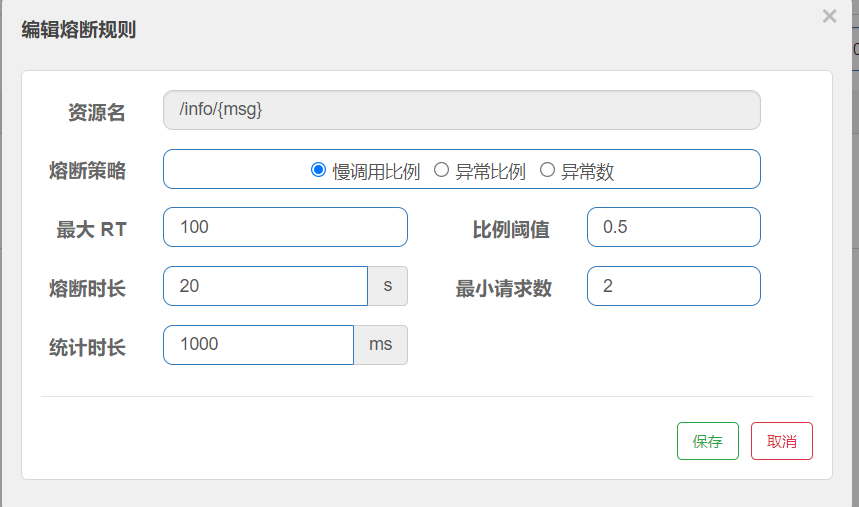 编辑熔断规则
×
资源名 /info/{msg}
熔断策略 慢调用比例 异常比例 异常数
最大 RT 100 比例阈值 0.5
熔断时长 20 s 最小请求数 2
统计时长 1000 ms
保存 取消